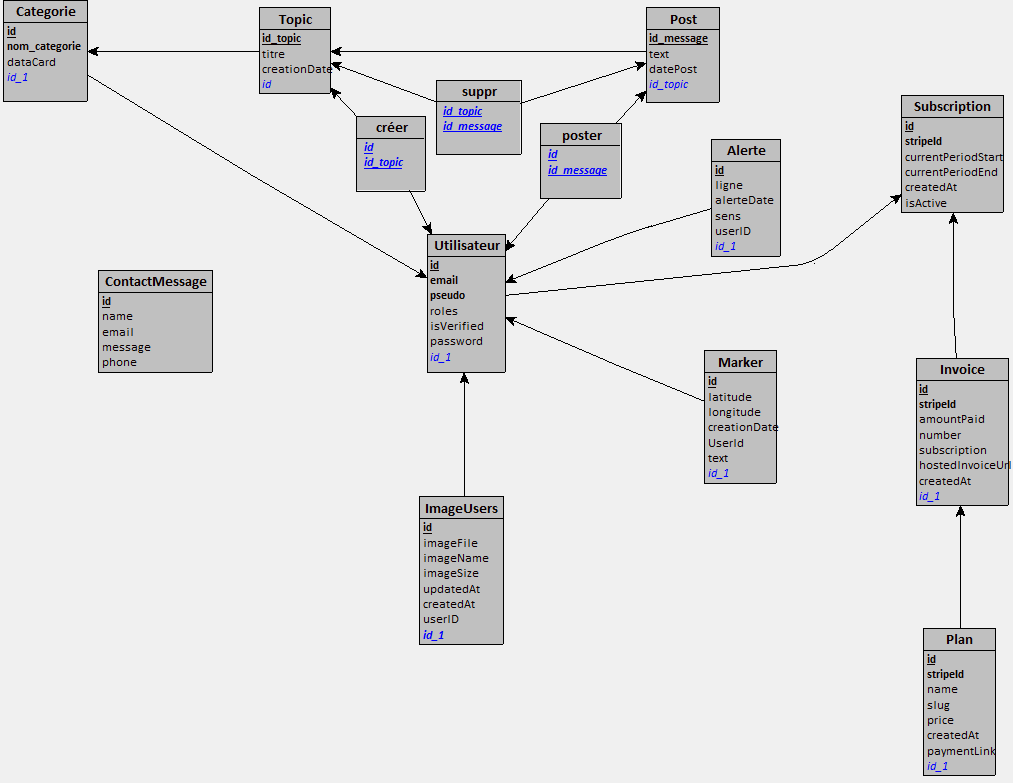 Categorie
id
nom_categorie
dataCard
id_1
Topic
id_topic
titre
creationDate
id
Post
id_message
text
datePost
id_topic
suppr
id_topic
id_message
créer
id
id_topic
poster
id
id_message
Alerte
id
ligne
alerteDate
sens
userID
id_1
Subscription
id
stripeId
currentPeriodStart
currentPeriodEnd
createdAt
isActive
Utilisateur
id
email
pseudo
roles
isVerified
password
id_1
ContactMessage
id
name
email
message
phone
Marker
id
latitude
longitude
creationDate
UserId
text
id_1
Invoice
id
stripeId
amountPaid
number
subscription
hostedInvoiceUrl
createdAt
id_1
ImageUsers
id
imageFile
imageName
imageSize
updatedAt
createdAt
userID
id_1
Plan
id
stripeId
name
slug
price
createdAt
paymentLink
id_1